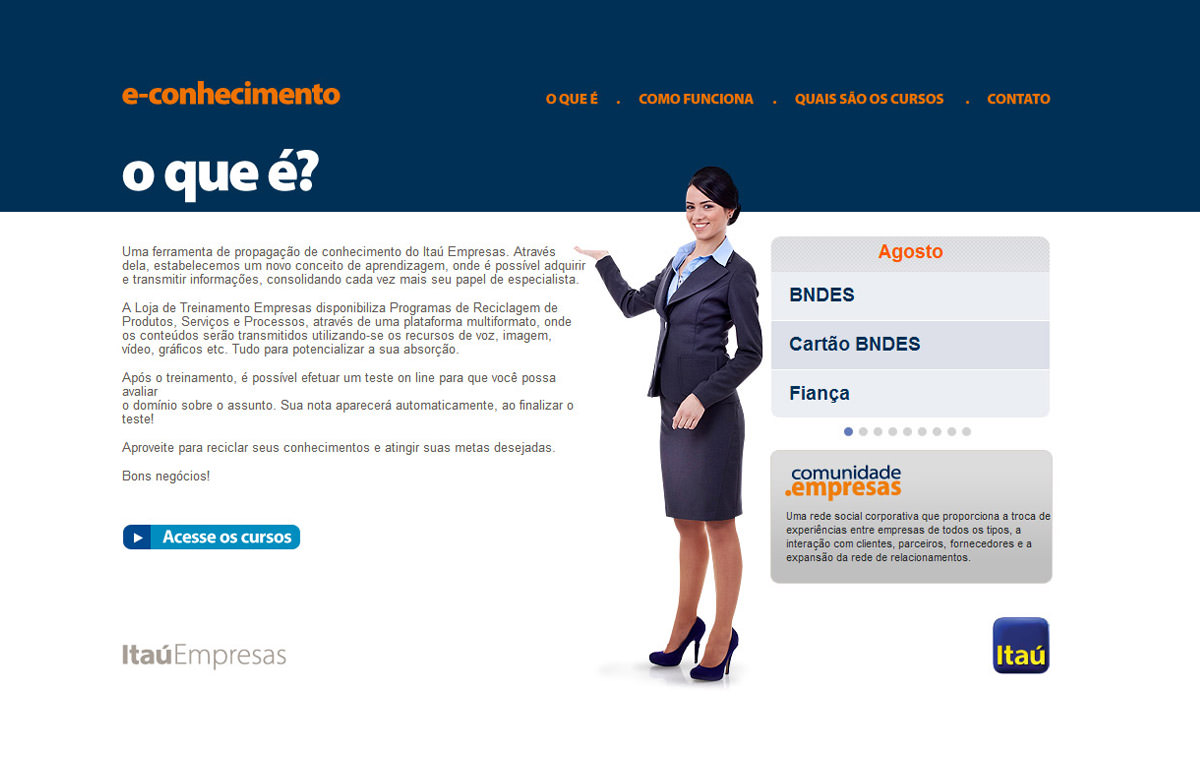 e-conhecimento
O QUE É . COMO FUNCIONA . QUAIS SÃO OS CURSOS . CONTATO
o que é?
Uma ferramenta de propagação de conhecimento do Itaú Empresas. Através
dela, estabelecemos um novo conceito de aprendizagem, onde é possível adquirir
e transmitir informações, consolidando cada vez mais seu papel de especialista.
A Loja de Treinamento Empresas disponibiliza Programas de Reciclagem de
Produtos, Serviços e Processos, através de uma plataforma multiformato, onde
os conteúdos serão transmitidos utilizando-se os recursos de voz, imagem,
vídeo, gráficos etc. Tudo para potencializar a sua absorção.
Após o treinamento, é possível efetuar um teste on line para que você possa
avaliar
o domínio sobre o assunto. Sua nota aparecerá automaticamente, ao finalizar o
teste!
Aproveite para reciclar seus conhecimentos e atingir suas metas desejadas.
Bons negócios!
Acesse os cursos
Agosto
BNDES
Cartão BNDES
Fiança
comunidade
.empresas
Uma rede social corporativa que proporciona a troca de
experiências entre empresas de todos os tipos, a
interação com clientes, parceiros, fornecedores e a
expansão da rede de relacionamentos.
ItaúEmpresas
Itaú